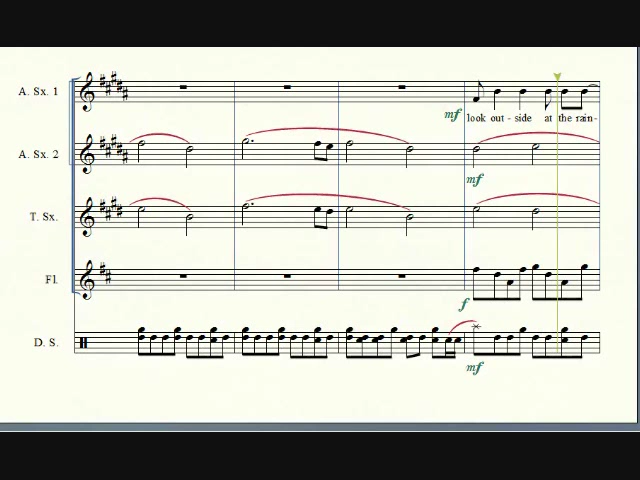 A. Sx. 1
mf
look out - side at the rain-
A. Sx. 2
mf
T. Sx.
Fl.
f
D. S.
mf